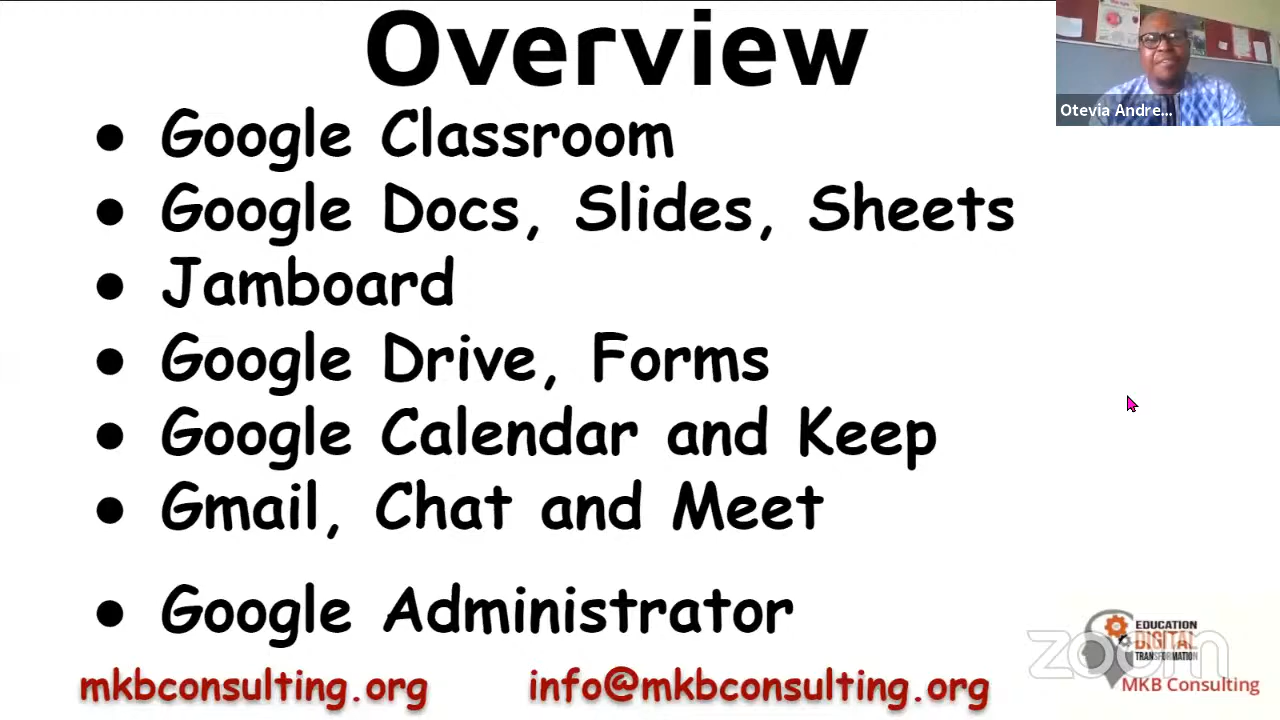 Overview
Otevia Andre...
● Google Classroom
● Google Docs, Slides, Sheets
● Jamboard
● Google Drive, Forms
● Google Calendar and Keep
● Gmail, Chat and Meet
● Google Administrator
mkbconsulting.org
info@mkbconsulting.org
EDUCATION
DIGITAL
TRANSFORMATION
zoom
MKB Consulting